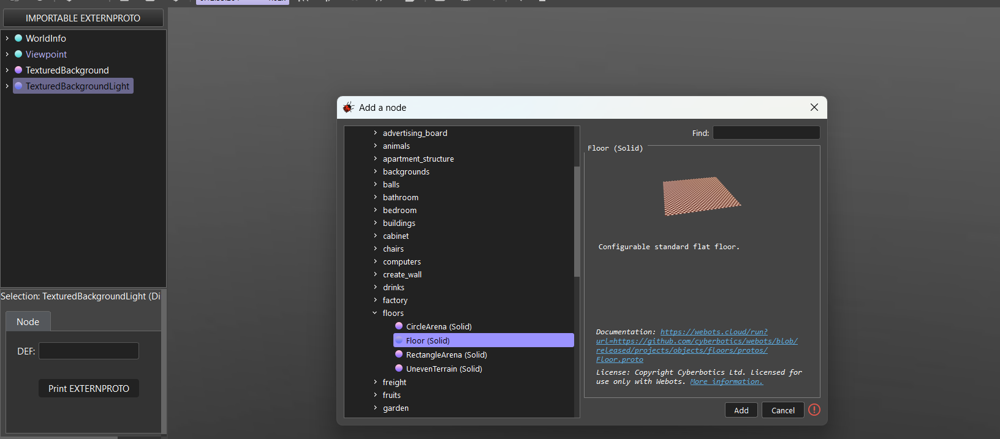 IMPORTABLE EXTERNPROTO
WorldInfo
Viewpoint
TexturedBackground
TexturedBackgroundLight
Selection: TexturedBackgroundLight (Di
Node
DEF:
Print EXTERNPROTO
Add a node
advertising_board
animals
apartment_structure
backgrounds
balls
bathroom
bedroom
buildings
cabinet
chairs
computers
create_wall
drinks
factory
floors
CircleArena (Solid)
Floor (Solid)
RectangleArena (Solid)
UnevenTerrain (Solid)
freight
fruits
garden
Find:
Floor (Solid)
Configurable standard flat floor.
Documentation: https://webots.cloud/run?
url=https://github.com/cyberbotics/webots/blob/
released/projects/objects/floors/protos/
Floor.proto
License: Copyright Cyberbotics Ltd. Licensed for
use only with Webots. More information.
Add
Cancel